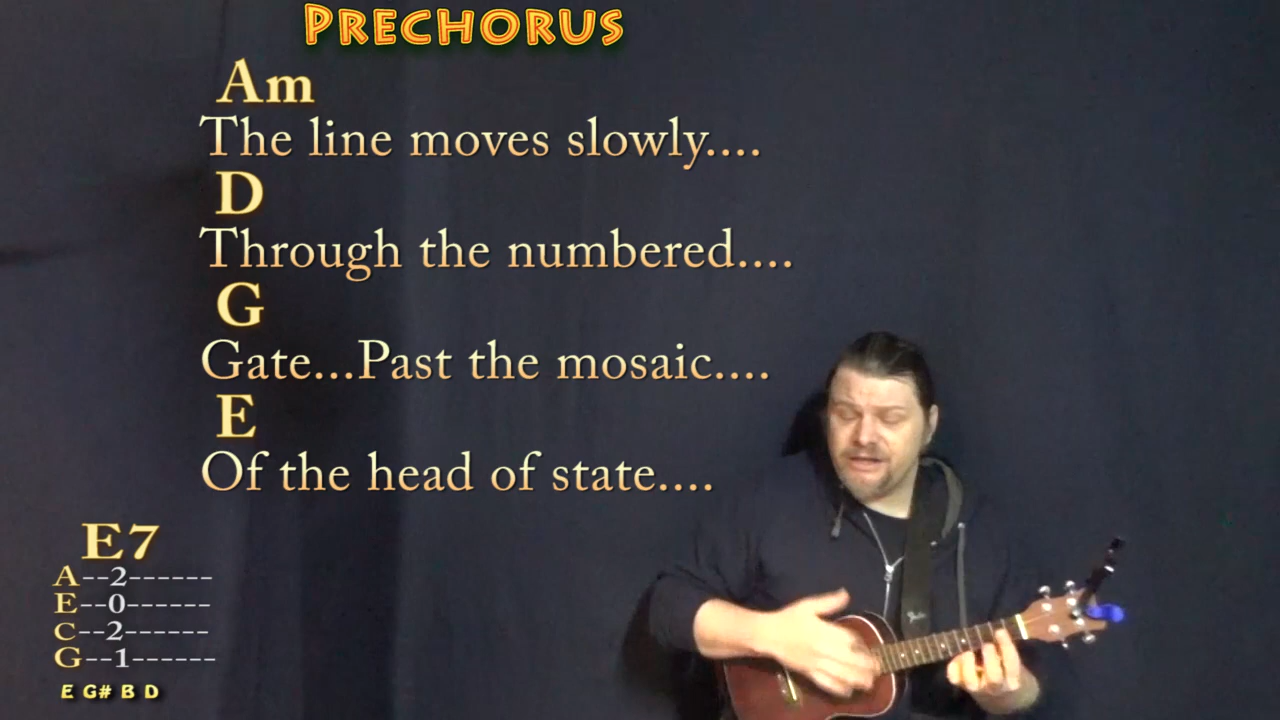 PRECHORUS
Am
The line moves slowly....
D
Through the numbered....
G
Gate...Past the mosaic....
E
Of the head of state....
E7
A--2------
E--0------
C--2------
G--1------
E G# B D